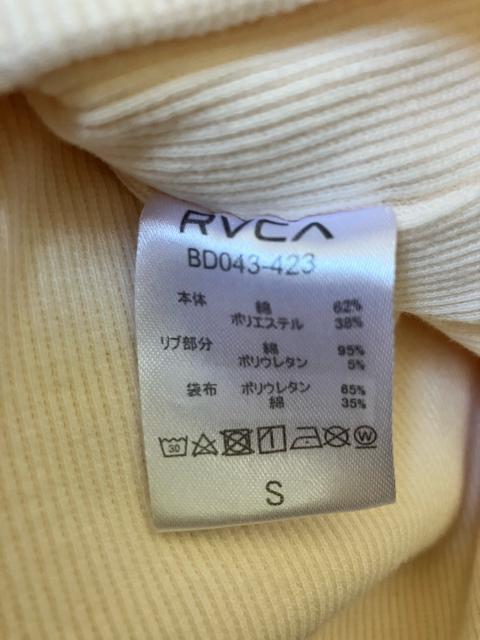 RVCA
BD043-423
本体 綿 62%
ポリエステル 38%
リブ部分 綿 95%
ポリウレタン 5%
袋布 ポリウレタン 65%
綿 35%
30 W
S